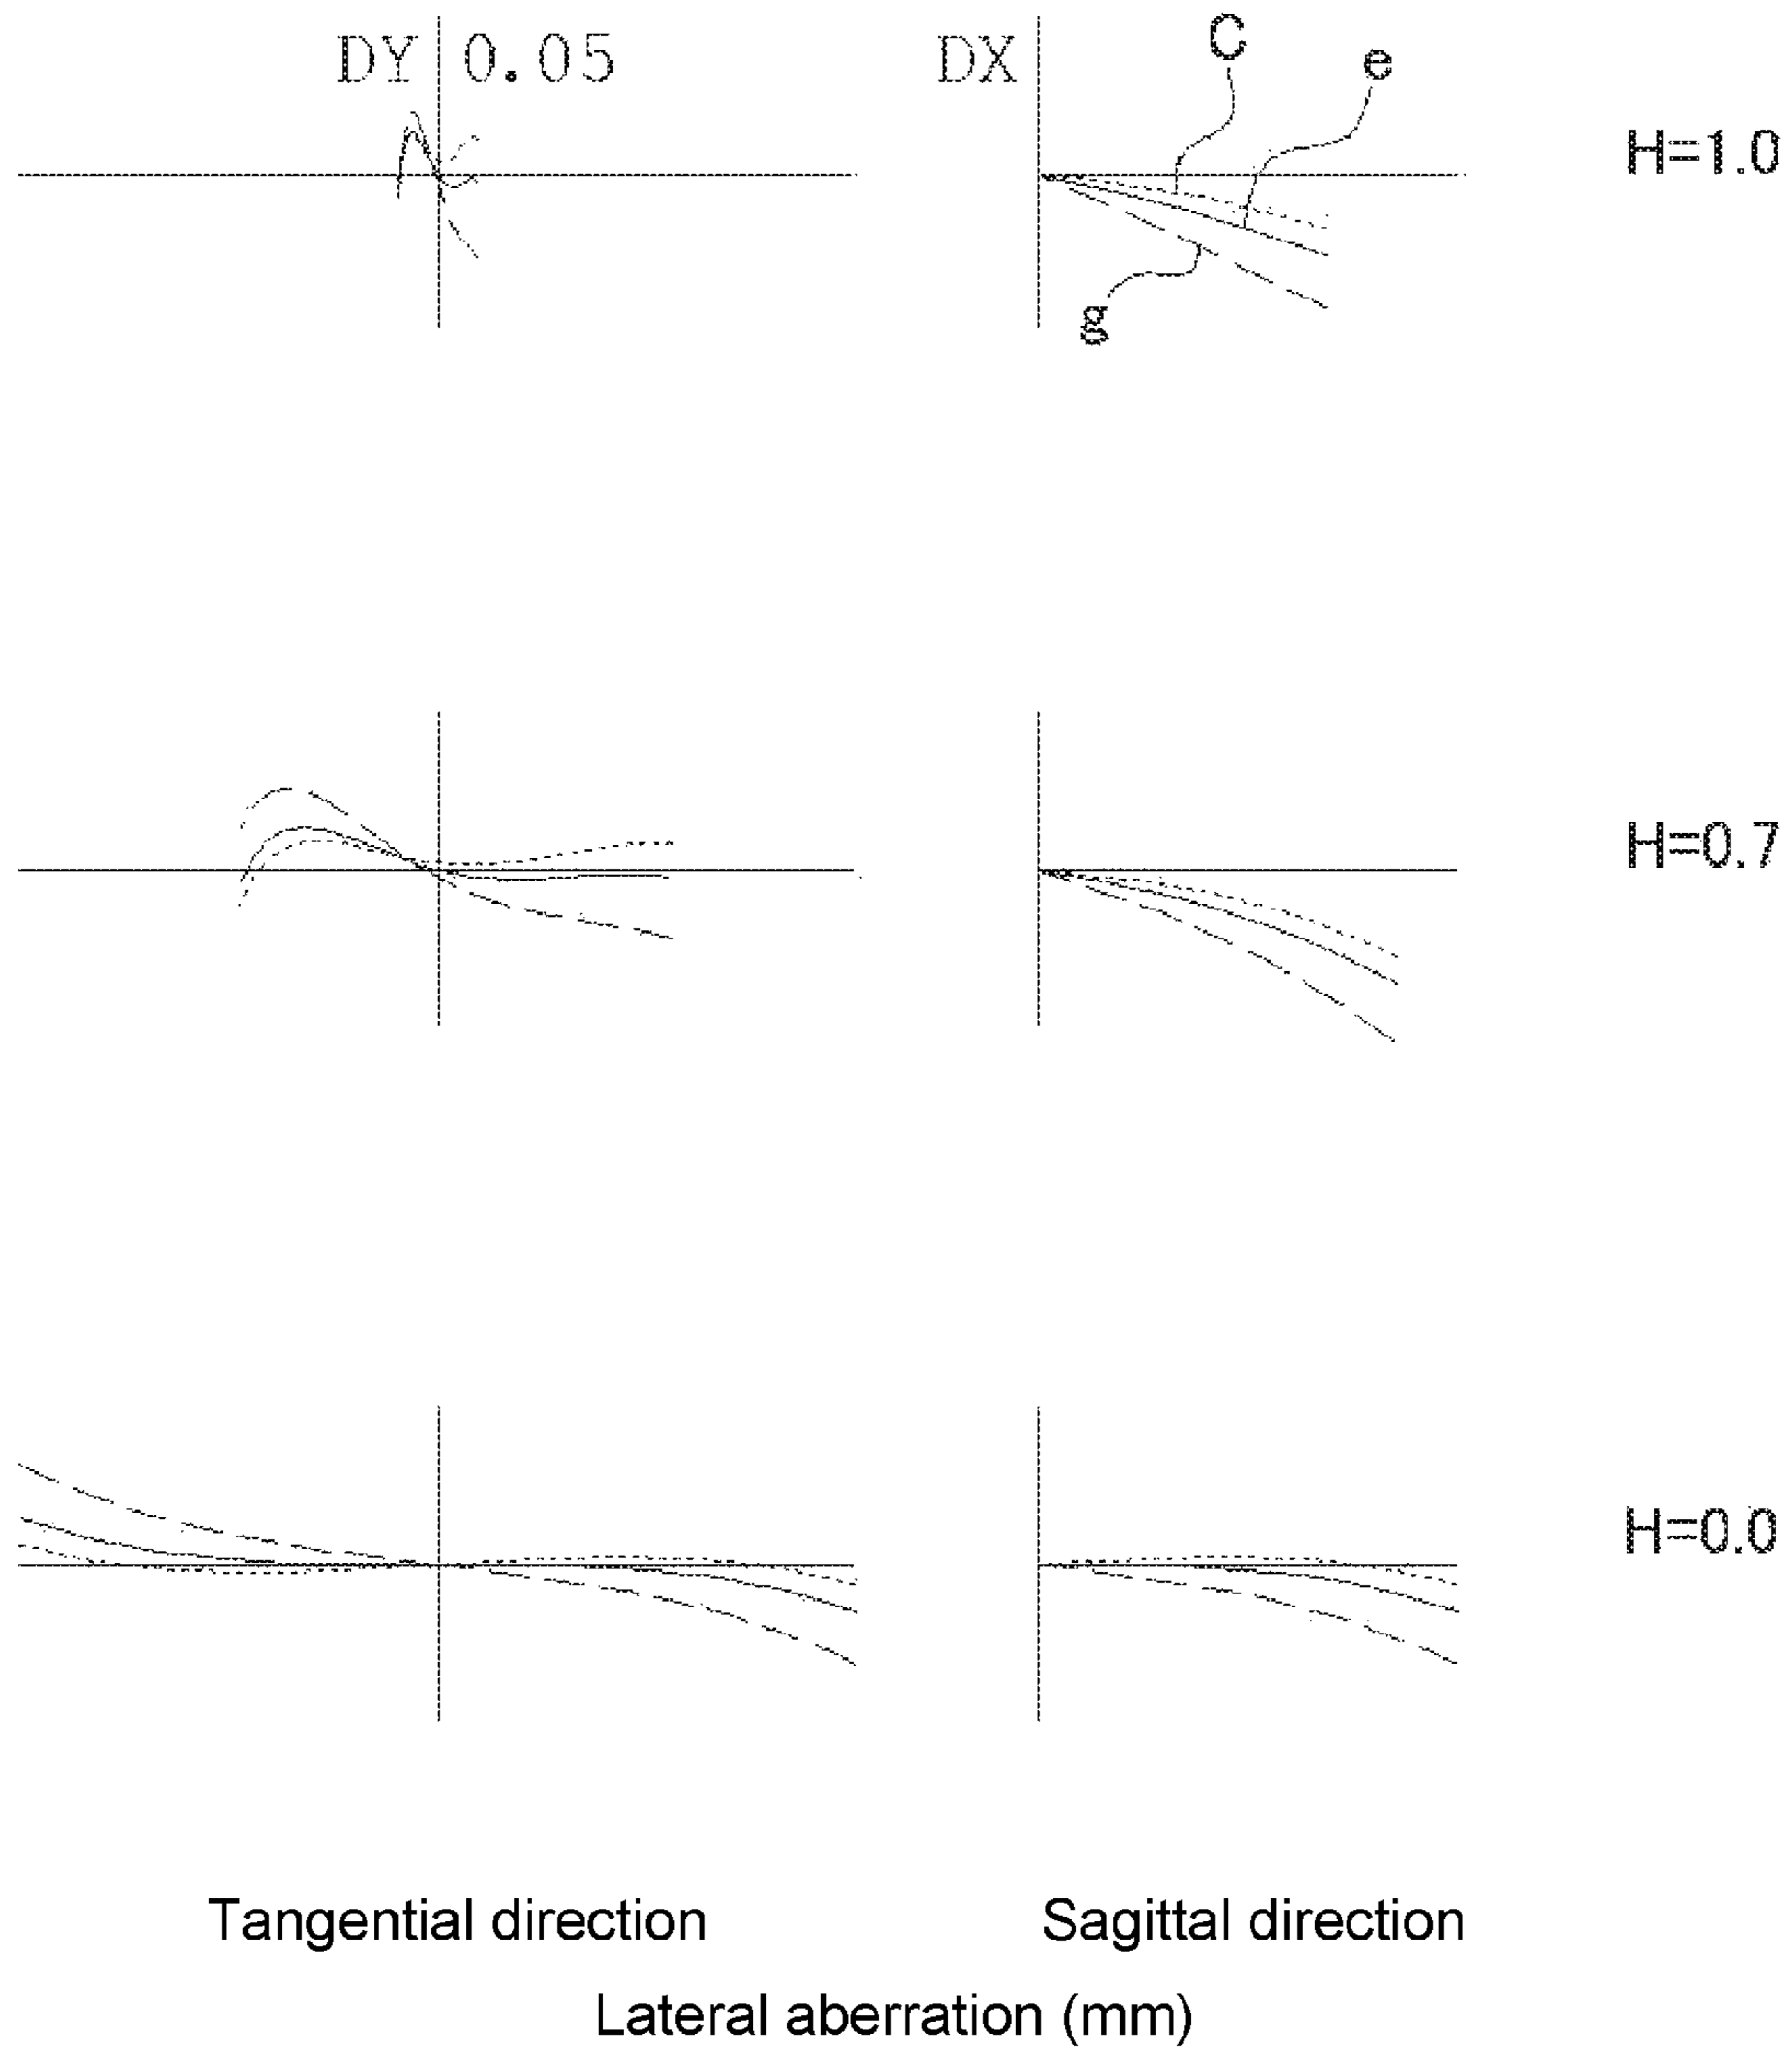 DY 0.05
DX
C
e
H=1.0
g
H=0.7
H=0.0
Tangential direction
Sagittal direction
Lateral aberration (mm)